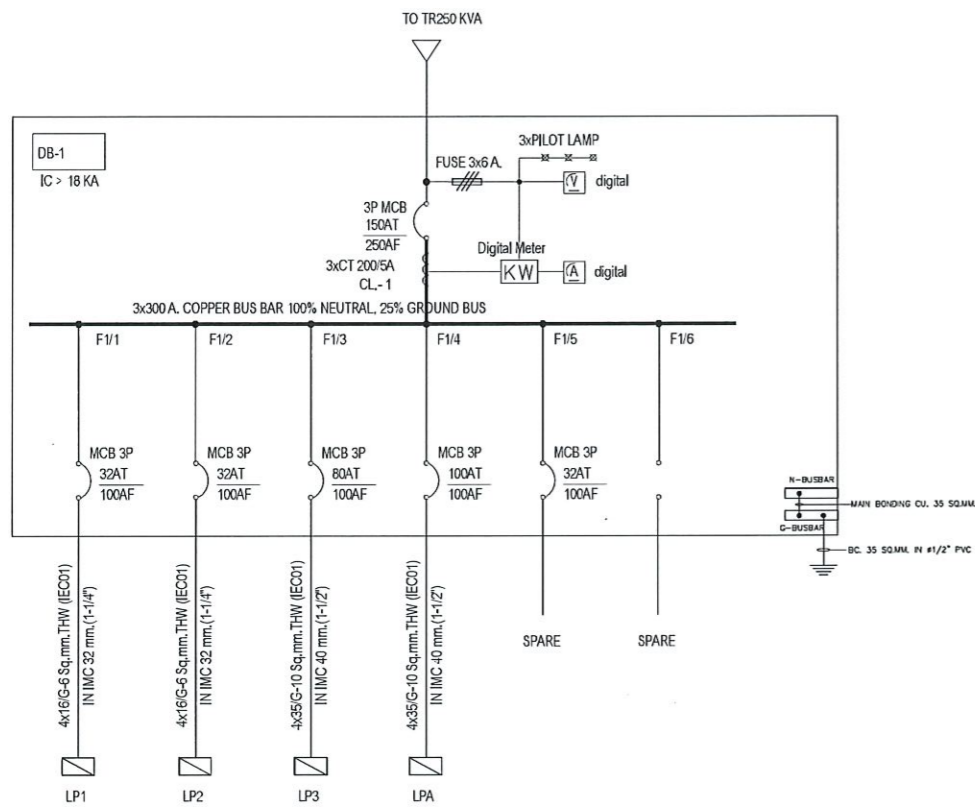 TO TR250 KVA
DB-1
IC > 18 KA
3xPILOT LAMP
FUSE 3x6 A.
V digital
3P MCB
150AT
250AF
Digital Meter
3xCT 200/5A
CL.- 1
KW
A digital
3x300 A. COPPER BUS BAR 100% NEUTRAL, 25% GROUND BUS
F1/1
F1/2
F1/3
F1/4
F1/5
F1/6
MCB 3P
32AT
100AF
MCB 3P
32AT
100AF
MCB 3P
80AT
100AF
MCB 3P
100AT
100AF
MCB 3P
32AT
100AF
N-BUSBAR
MAIN BONDING CU. 35 SQ.MM.
G-BUSBAR
BC. 35 SQ.MM. IN ø1/2" PVC
4x16/G-6 Sq.mm.THW (IEC01)
IN IMC 32 mm.(1-1/4")
4x16/G-6 Sq.mm.THW (IEC01)
IN IMC 32 mm.(1-1/4")
4x35/G-10 Sq.mm.THW (IEC01)
IN IMC 40 mm.(1-1/2")
4x35/G-10 Sq.mm.THW (IEC01)
IN IMC 40 mm.(1-1/2")
SPARE
SPARE
LP1
LP2
LP3
LPA